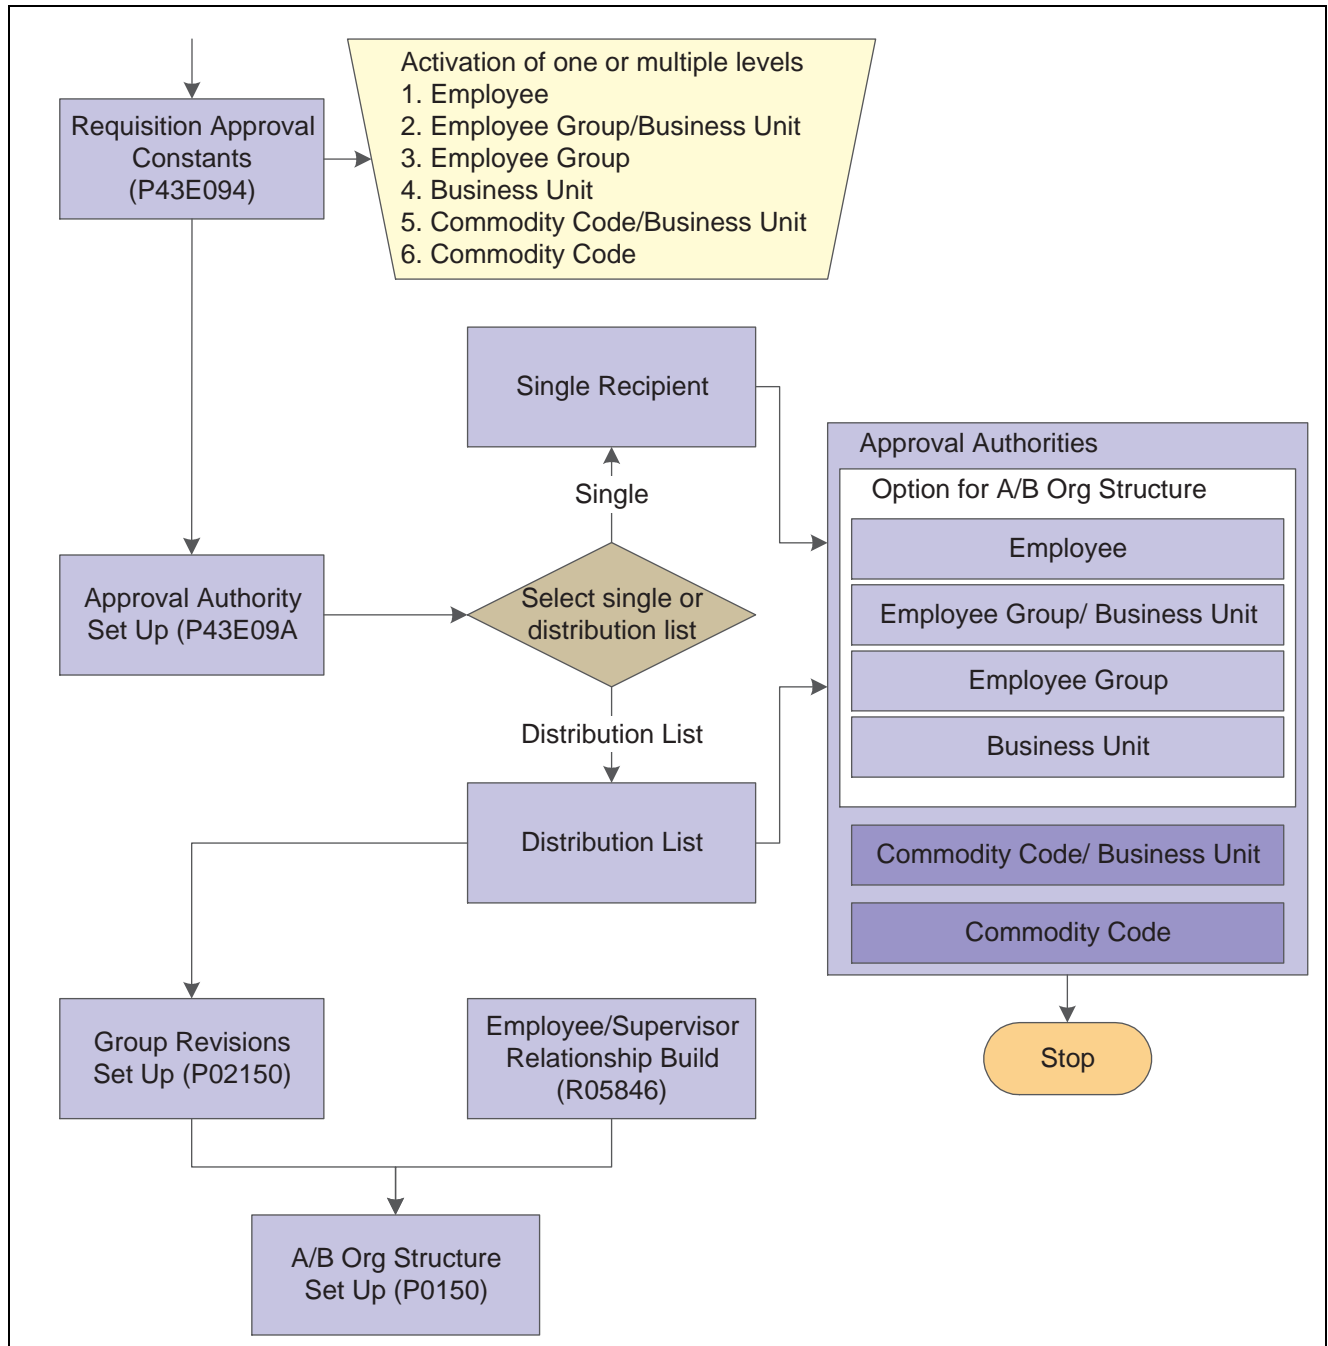 Requisition Approval
Constants
(P43E094)
Activation of one or multiple levels
1. Employee
2. Employee Group/Business Unit
3. Employee Group
4. Business Unit
5. Commodity Code/Business Unit
6. Commodity Code
Single Recipient
Single
Approval Authority
Set Up (P43E09A
Select single or
distribution list
Distribution List
Distribution List
Approval Authorities
Option for A/B Org Structure
Employee
Employee Group/ Business Unit
Employee Group
Business Unit
Commodity Code/ Business Unit
Commodity Code
Stop
Group Revisions
Set Up (P02150)
Employee/Supervisor
Relationship Build
(R05846)
A/B Org Structure
Set Up (P0150)